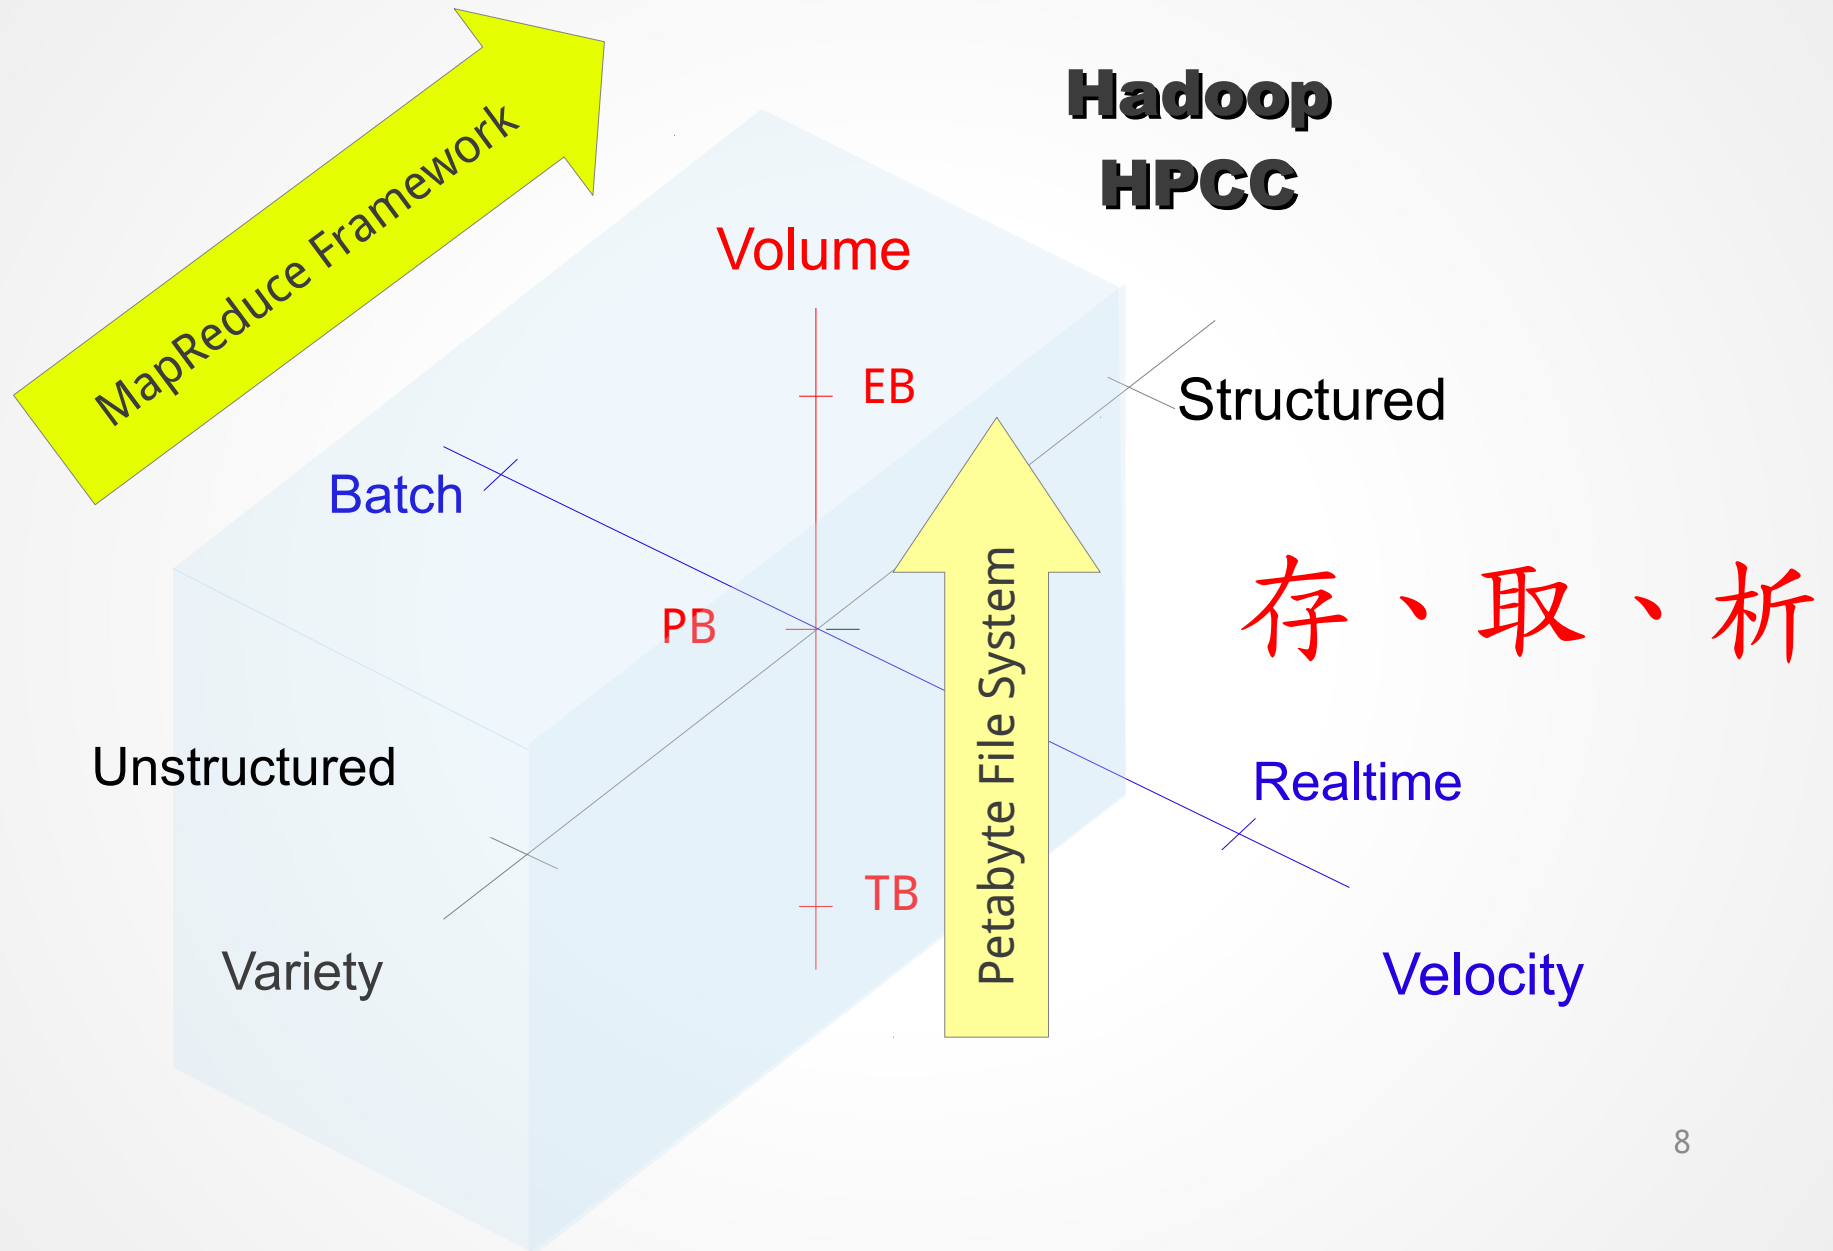 Hadoop
HPCC
MapReduce Framework
Volume
EB
Structured
Batch
存、取、析
PB
Petabyte File System
Unstructured
Realtime
TB
Variety
Velocity
8